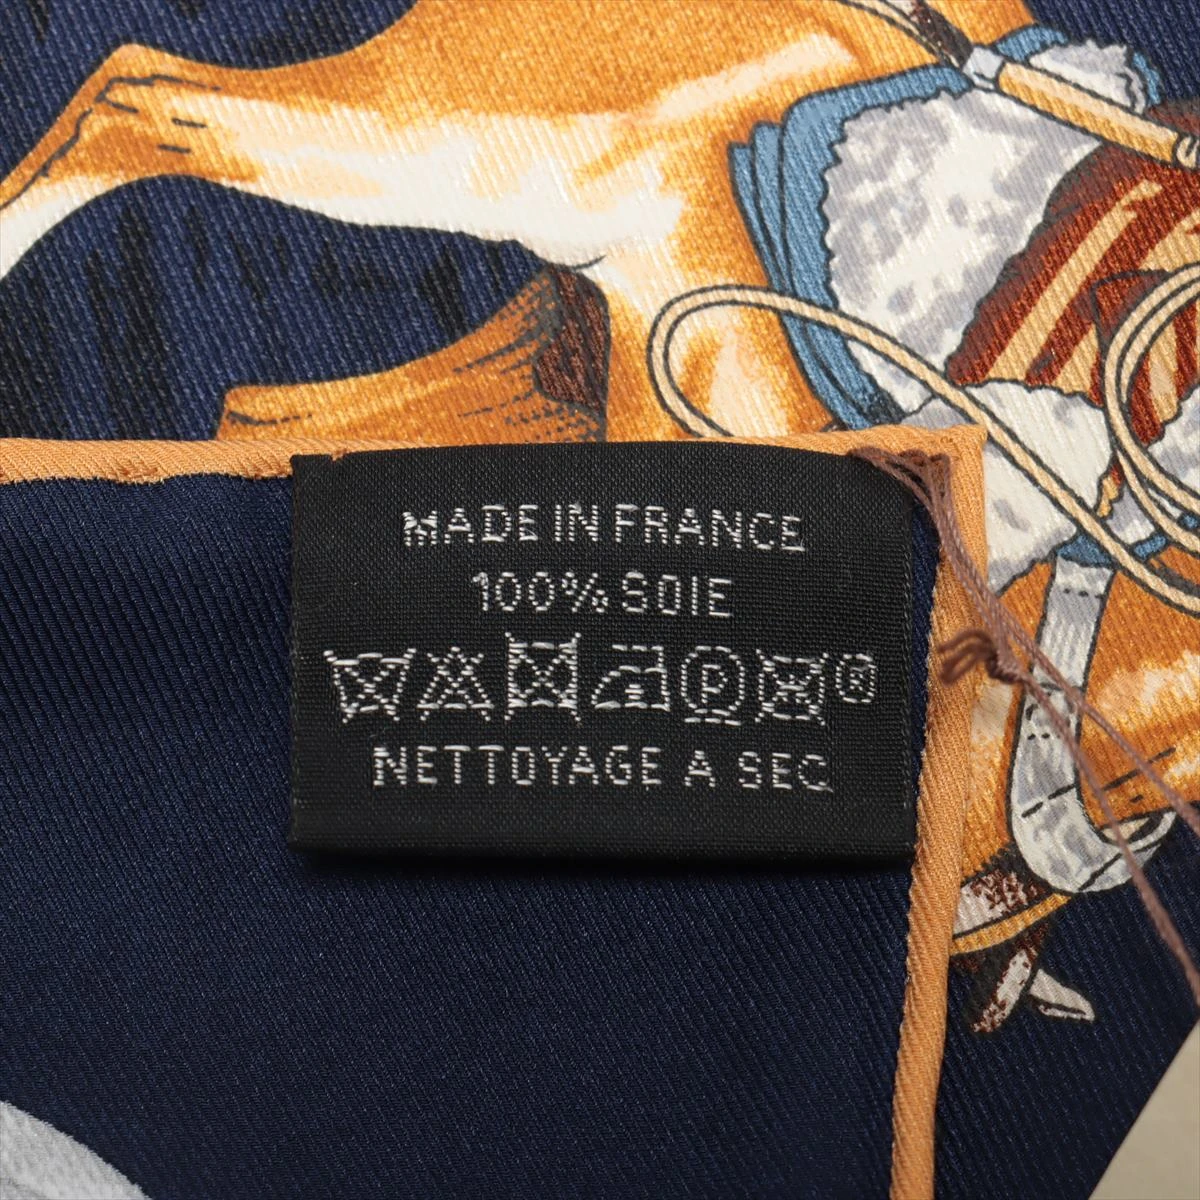 MADE IN FRANCE
100% SOIE
P ®
NETTOYAGE A SEC